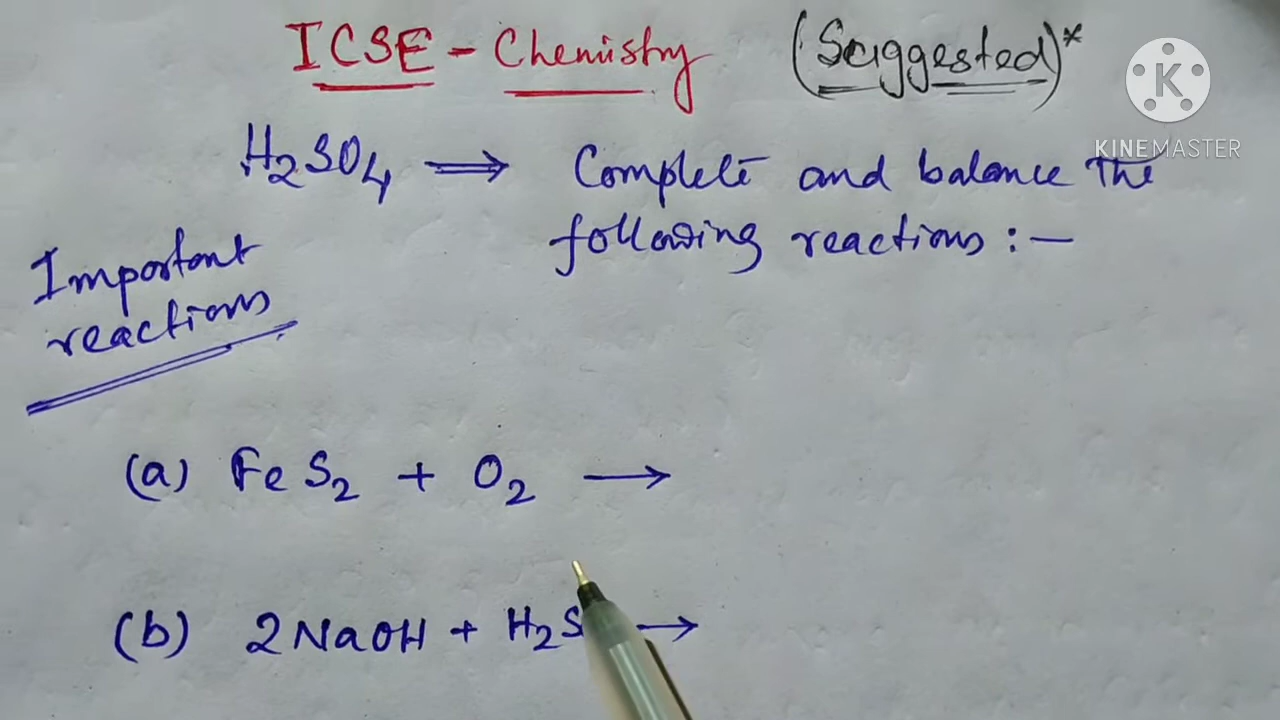 ICSE - Chemistry (Suggested)*
K
KINEMASTER
H₂SO₄ ⟹ Complete and balance the
following reactions :—
Important
reactions
(a) FeS₂ + O₂ →
(b) 2NaOH + H₂S →